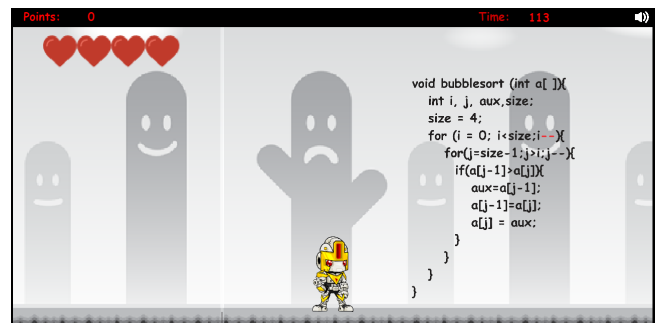 Points: 0 Time: 113
void bubblesort (int a[ ]){
int i, j, aux,size;
size = 4;
for (i = 0; i<size;i--){
for(j=size-1;j>i;j--){
if(a[j-1]>a[j]){
aux=a[j-1];
a[j-1]=a[j];
a[j] = aux;
}
}
}
}